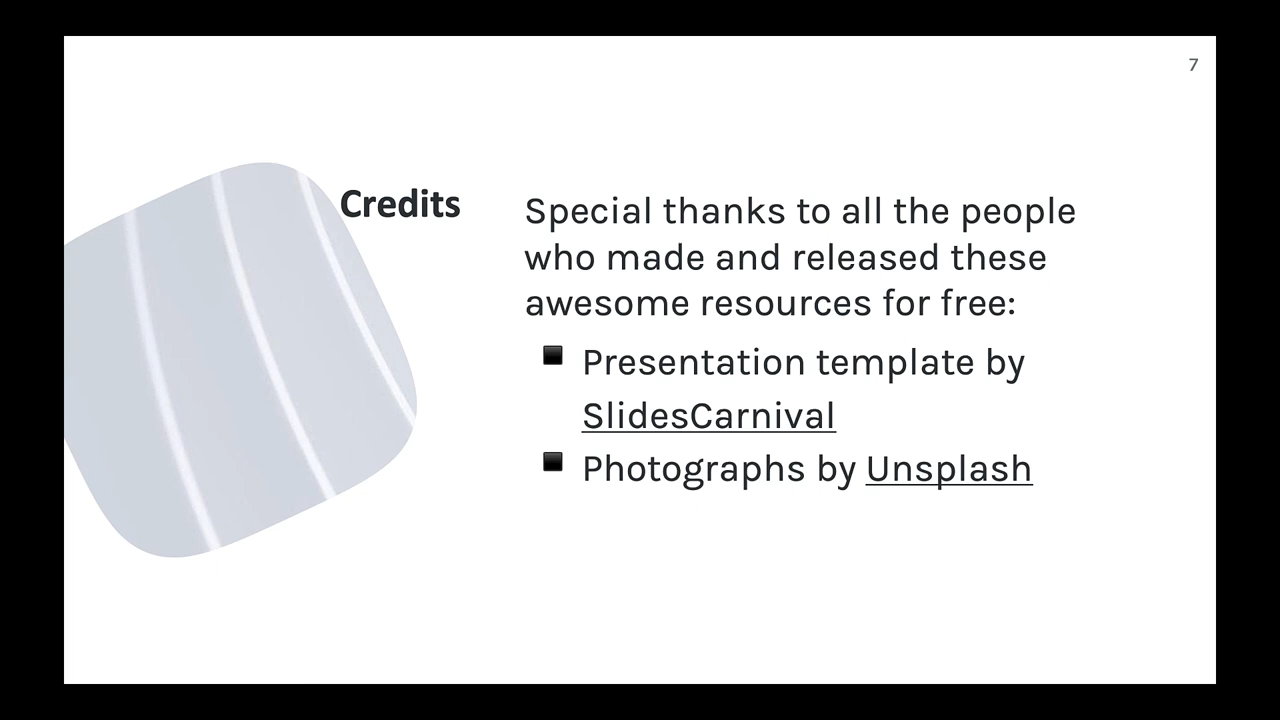 7
Credits
Special thanks to all the people
who made and released these
awesome resources for free:
Presentation template by
SlidesCarnival
Photographs by Unsplash